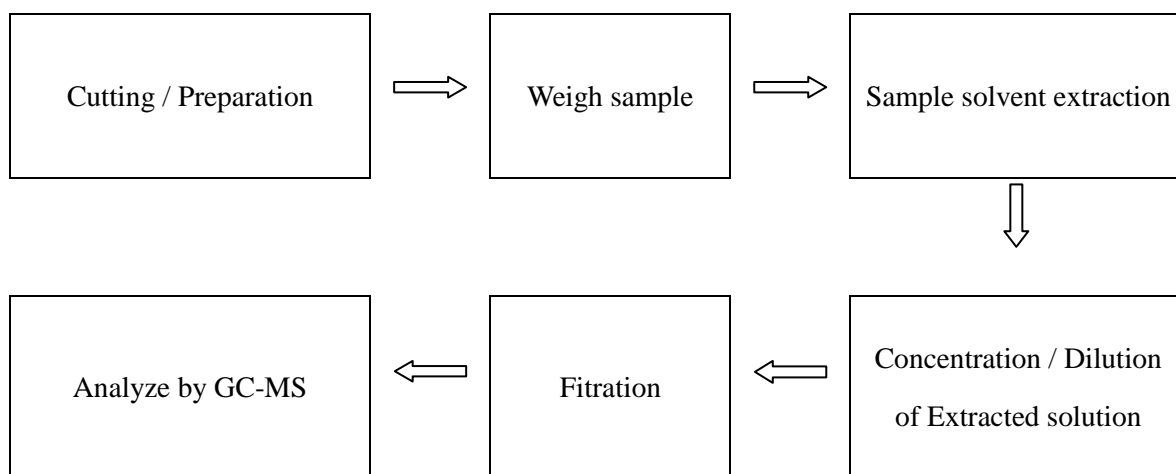 Cutting / Preparation
Weigh sample
Sample solvent extraction
Concentration / Dilution
of Extracted solution
Fitration
Analyze by GC-MS